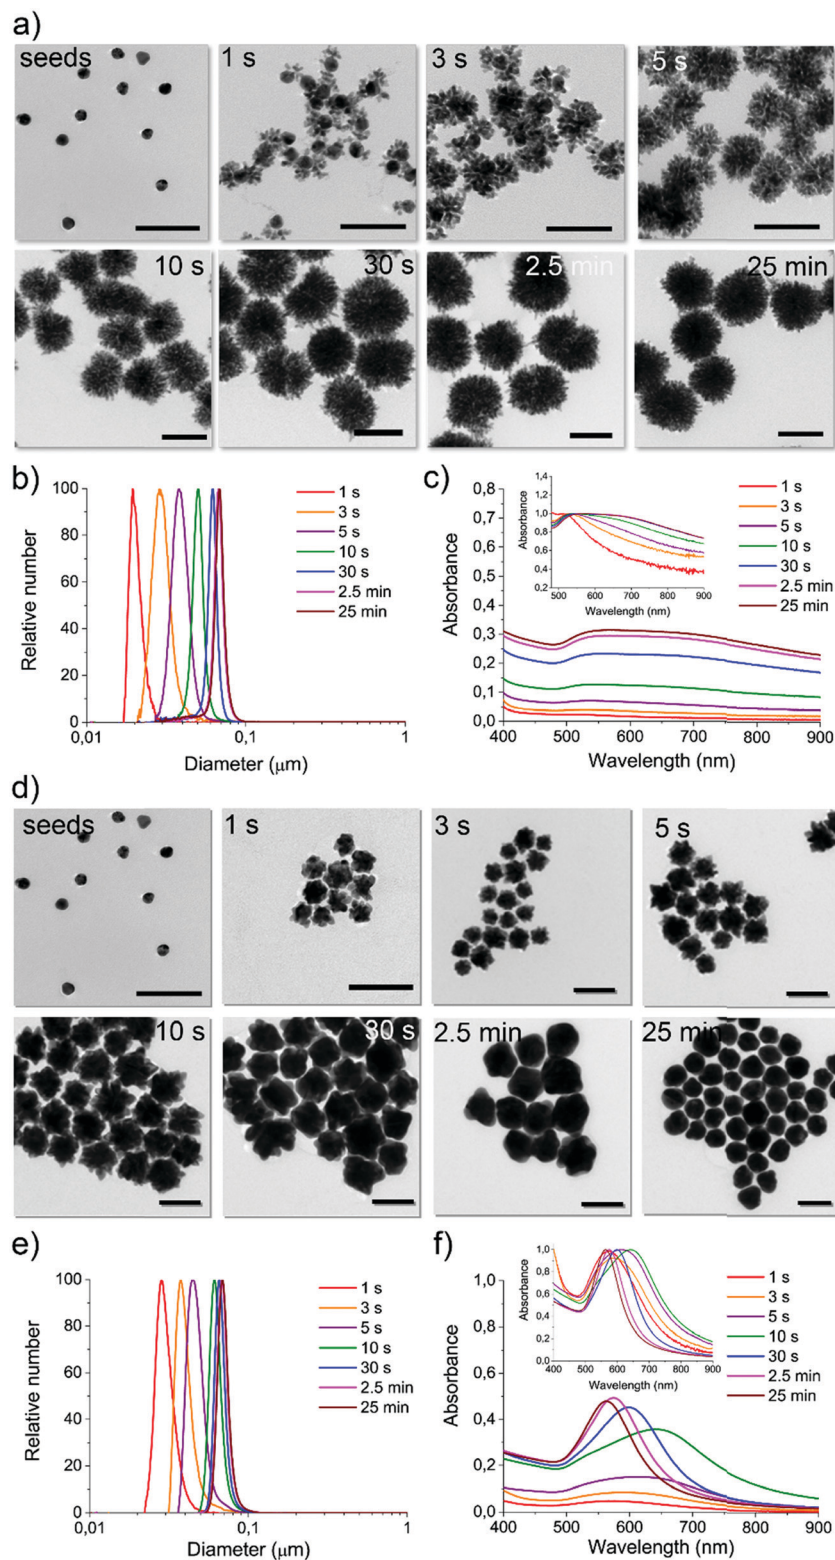 a)
seeds
1 s
3 s
5 s
10 s
30 s
2.5 min
25 min
b)
100
80
60
40
20
0
Relative number
0,01
0,1
1
Diameter (μm)
1 s
3 s
5 s
10 s
30 s
2.5 min
25 min
c)
0,8
0,7
0,6
0,5
0,4
0,3
0,2
0,1
0,0
Absorbance
400
500
600
700
800
900
Wavelength (nm)
1,4
1,2
1,0
0,8
0,6
0,4
0,2
Absorbance
500
600
700
800
900
Wavelength (nm)
1 s
3 s
5 s
10 s
30 s
2.5 min
25 min
d)
seeds
1 s
3 s
5 s
10 s
30 s
2.5 min
25 min
e)
100
80
60
40
20
0
Relative number
0,01
0,1
1
Diameter (μm)
1 s
3 s
5 s
10 s
30 s
2.5 min
25 min
f)
1,0
0,8
0,6
0,4
0,2
0,0
Absorbance
400
500
600
700
800
900
Wavelength (nm)
1,0
0,8
0,6
0,4
0,2
0,0
Absorbance
400
500
600
700
800
900
Wavelength (nm)
1 s
3 s
5 s
10 s
30 s
2.5 min
25 min